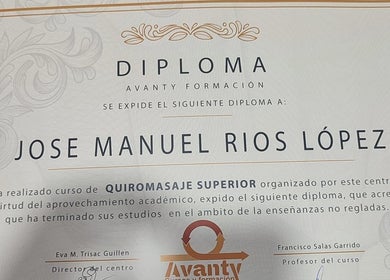 DIPLOMA
AVANTY FORMACIÓN
SE EXPIDE EL SIGUIENTE DIPLOMA A:
JOSE MANUEL RIOS LÓPEZ
a realizado curso de QUIROMASAJE SUPERIOR organizado por este centr
irtud del aprovechamiento académico, expido el siguiente diploma, que acre
que ha terminado sus estudios en el ambito de la enseñanzas no regladas.
Eva M. Trisac Guillen
Director del centro
Francisco Salas Garrido
Profesor del curso
Avanty